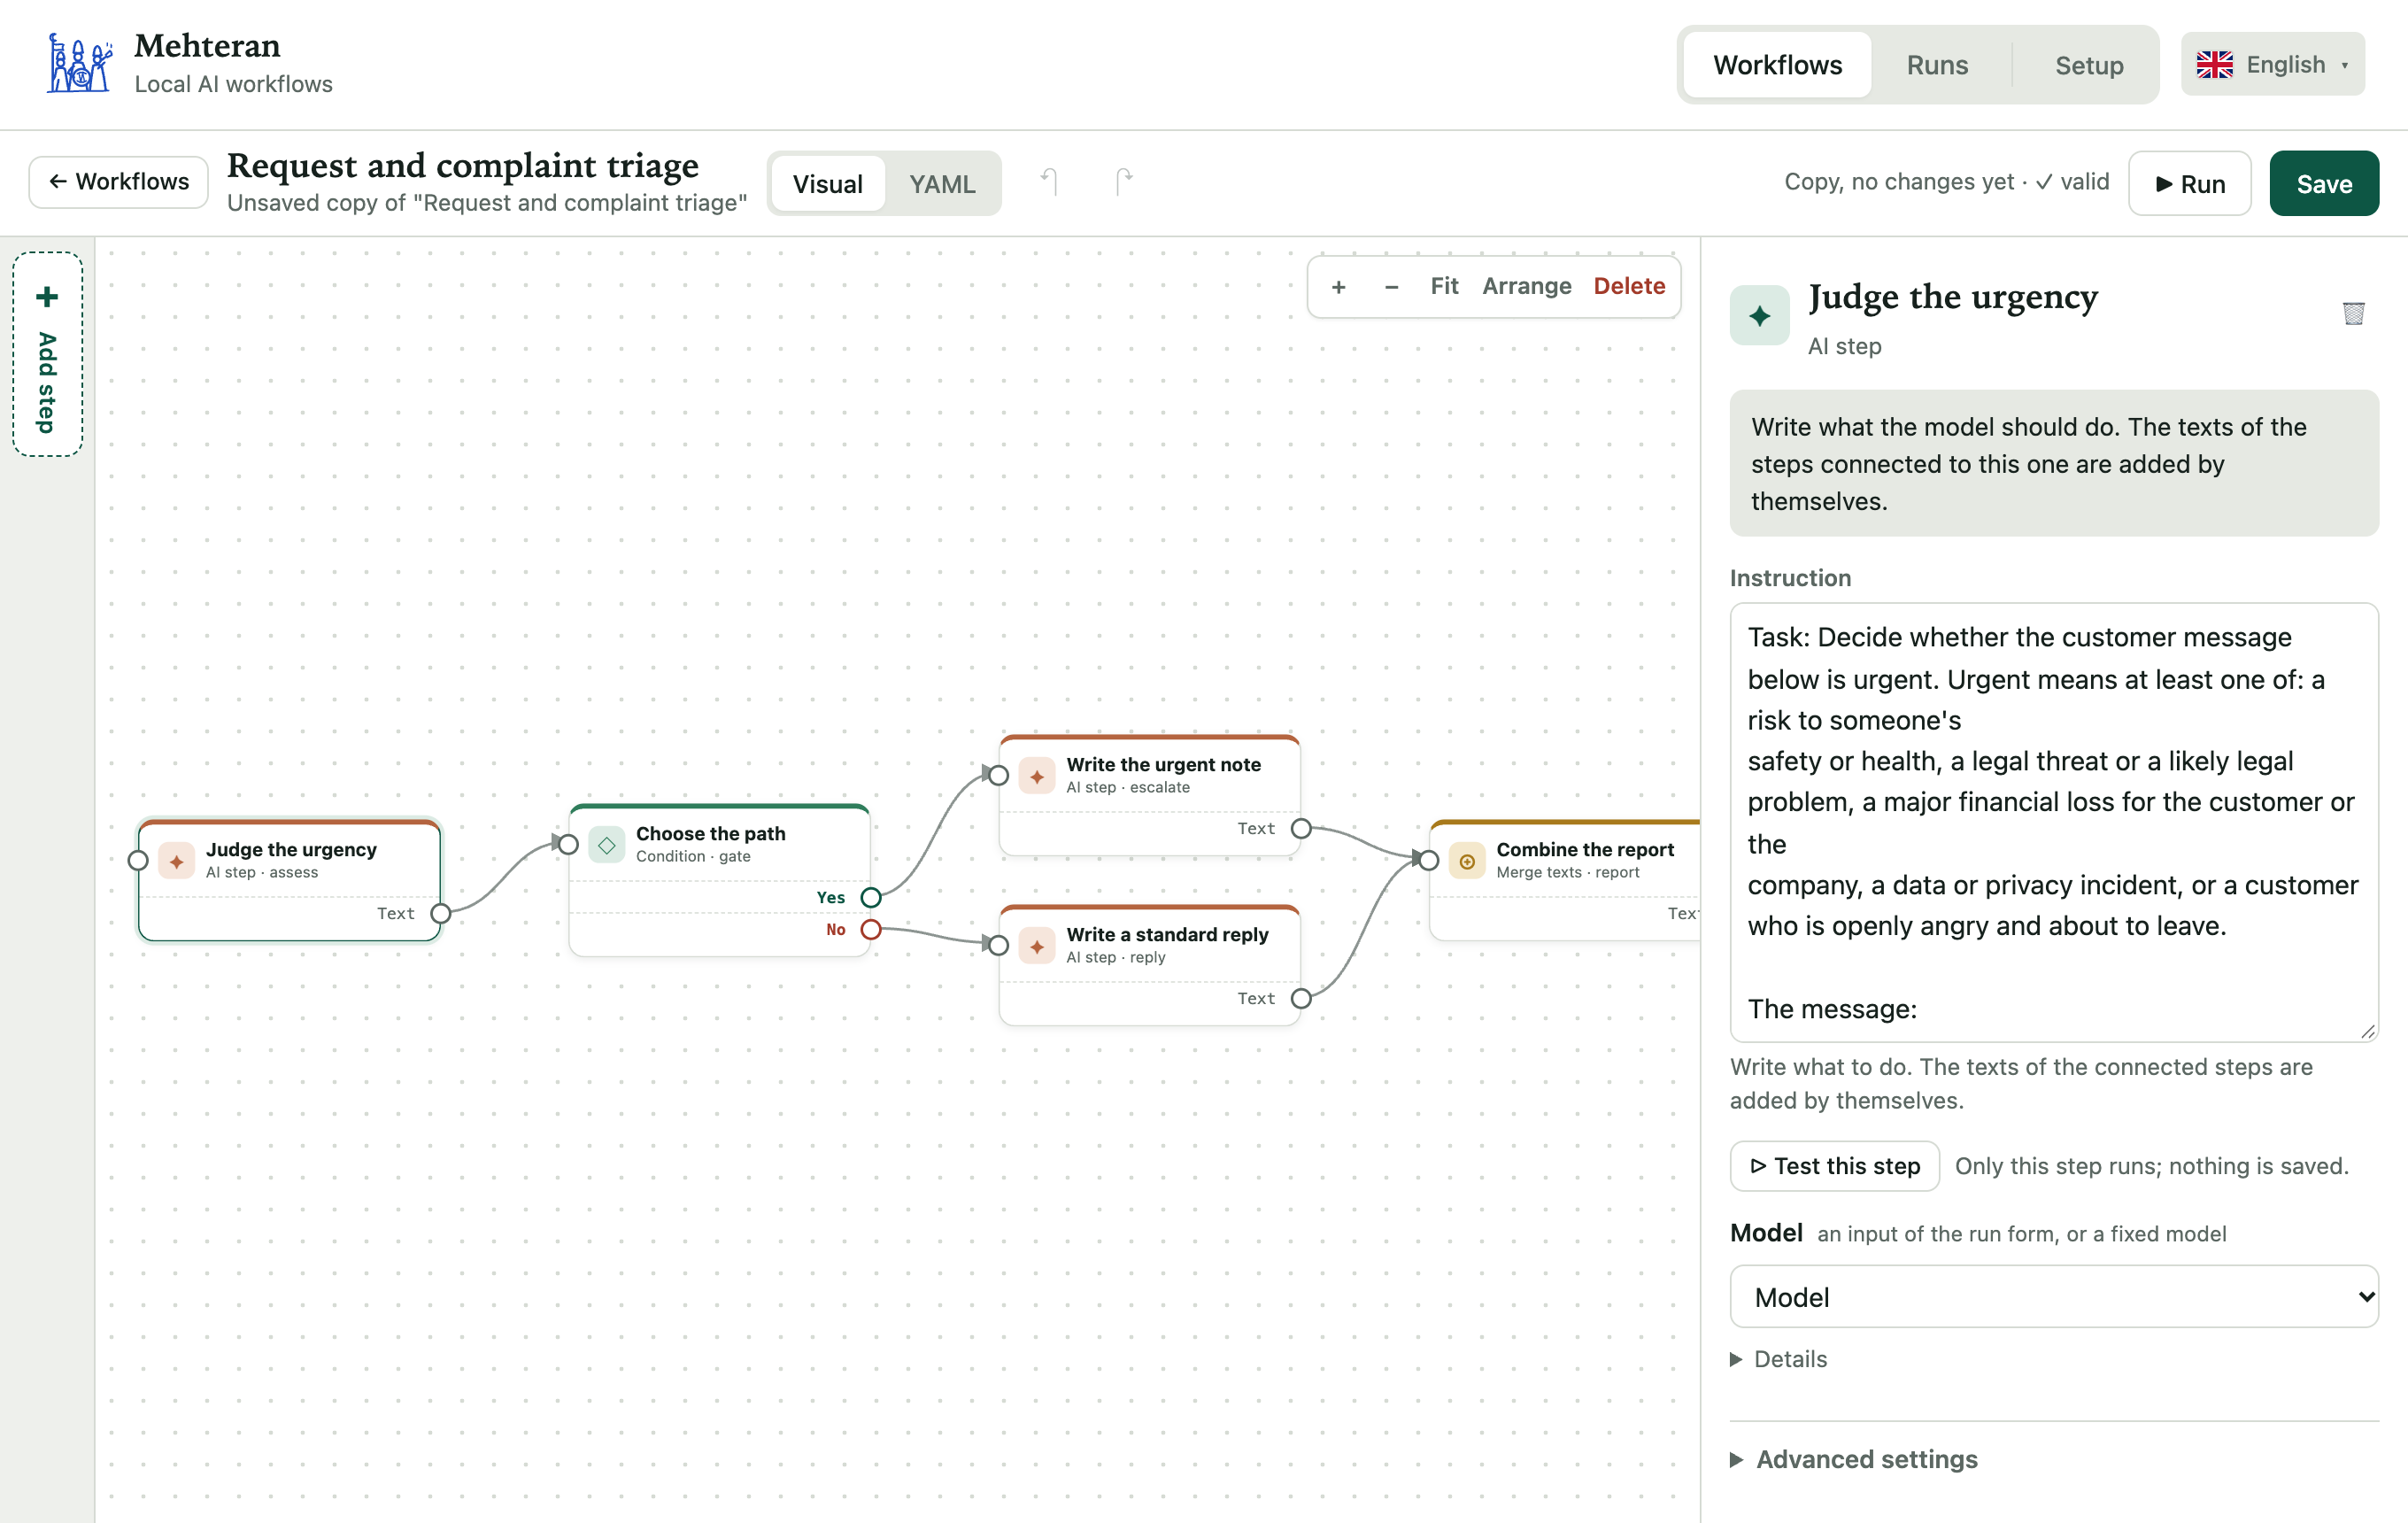 Mehteran
Local AI workflows
Workflows
Runs
Setup
English
← Workflows
Request and complaint triage
Unsaved copy of "Request and complaint triage"
Visual
YAML
Copy, no changes yet · ✓ valid
▶ Run
Save
+ Add step
+ − Fit Arrange Delete
Judge the urgency
AI step · assess
Text
Choose the path
Condition · gate
Yes
No
Write the urgent note
AI step · escalate
Text
Write a standard reply
AI step · reply
Text
Combine the report
Merge texts · report
Text
Judge the urgency
AI step
Write what the model should do. The texts of the
steps connected to this one are added by
themselves.
Instruction
Task: Decide whether the customer message
below is urgent. Urgent means at least one of: a
risk to someone's
safety or health, a legal threat or a likely legal
problem, a major financial loss for the customer or
the
company, a data or privacy incident, or a customer
who is openly angry and about to leave.
The message:
Write what to do. The texts of the connected steps are
added by themselves.
Test this step
Only this step runs; nothing is saved.
Model an input of the run form, or a fixed model
Model
Details
Advanced settings